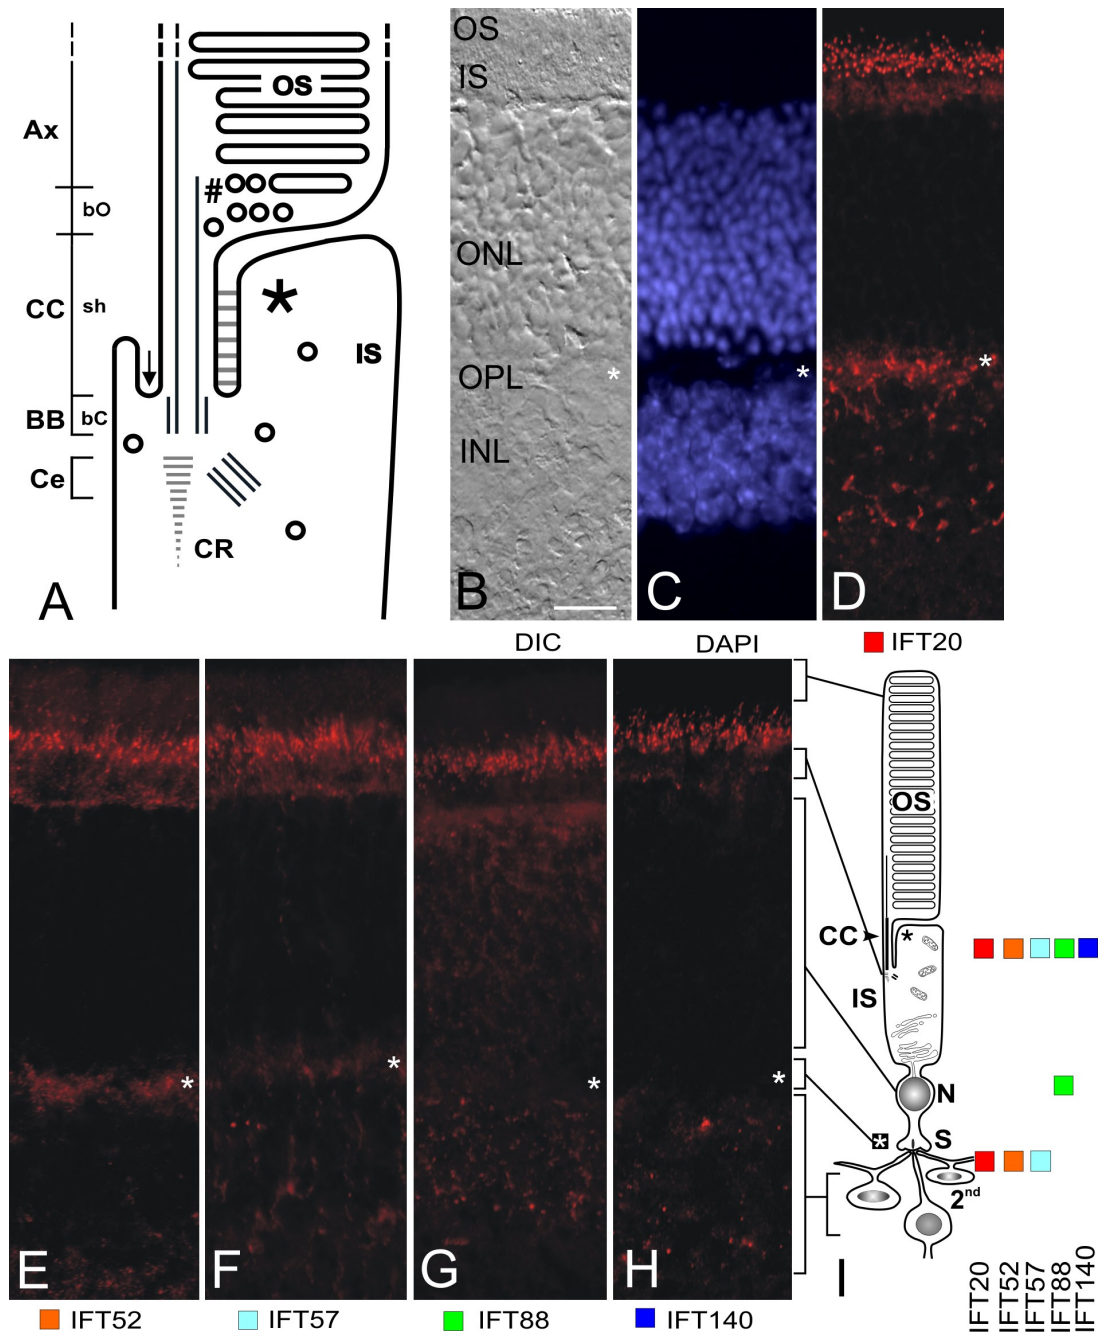 OS
Ax
#
bO
CC
sh
*
IS
BB
bC
Ce
CR
A
OS
IS
ONL
OPL
*
INL
B
*
C
*
D
DIC
DAPI
IFT20
*
E
*
F
*
G
*
H
OS
CC
*
IS
N
*
S
2nd
I
IFT20
IFT52
IFT57
IFT88
IFT140
IFT52
IFT57
IFT88
IFT140